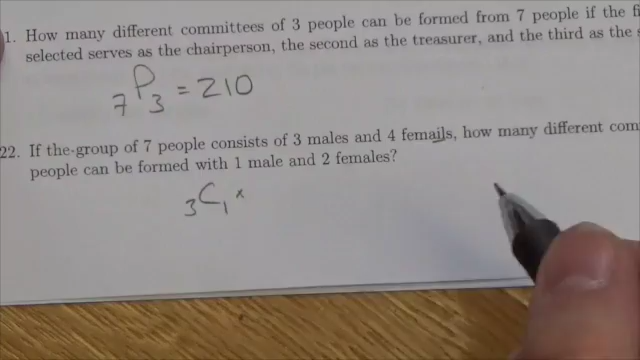 1. How many different committees of 3 people can be formed from 7 people if the
selected serves as the chairperson, the second as the treasurer, and the third as the
₇P₃ = 210
22. If the group of 7 people consists of 3 males and 4 femails, how many different
people can be formed with 1 male and 2 females?
₃C₁ ×